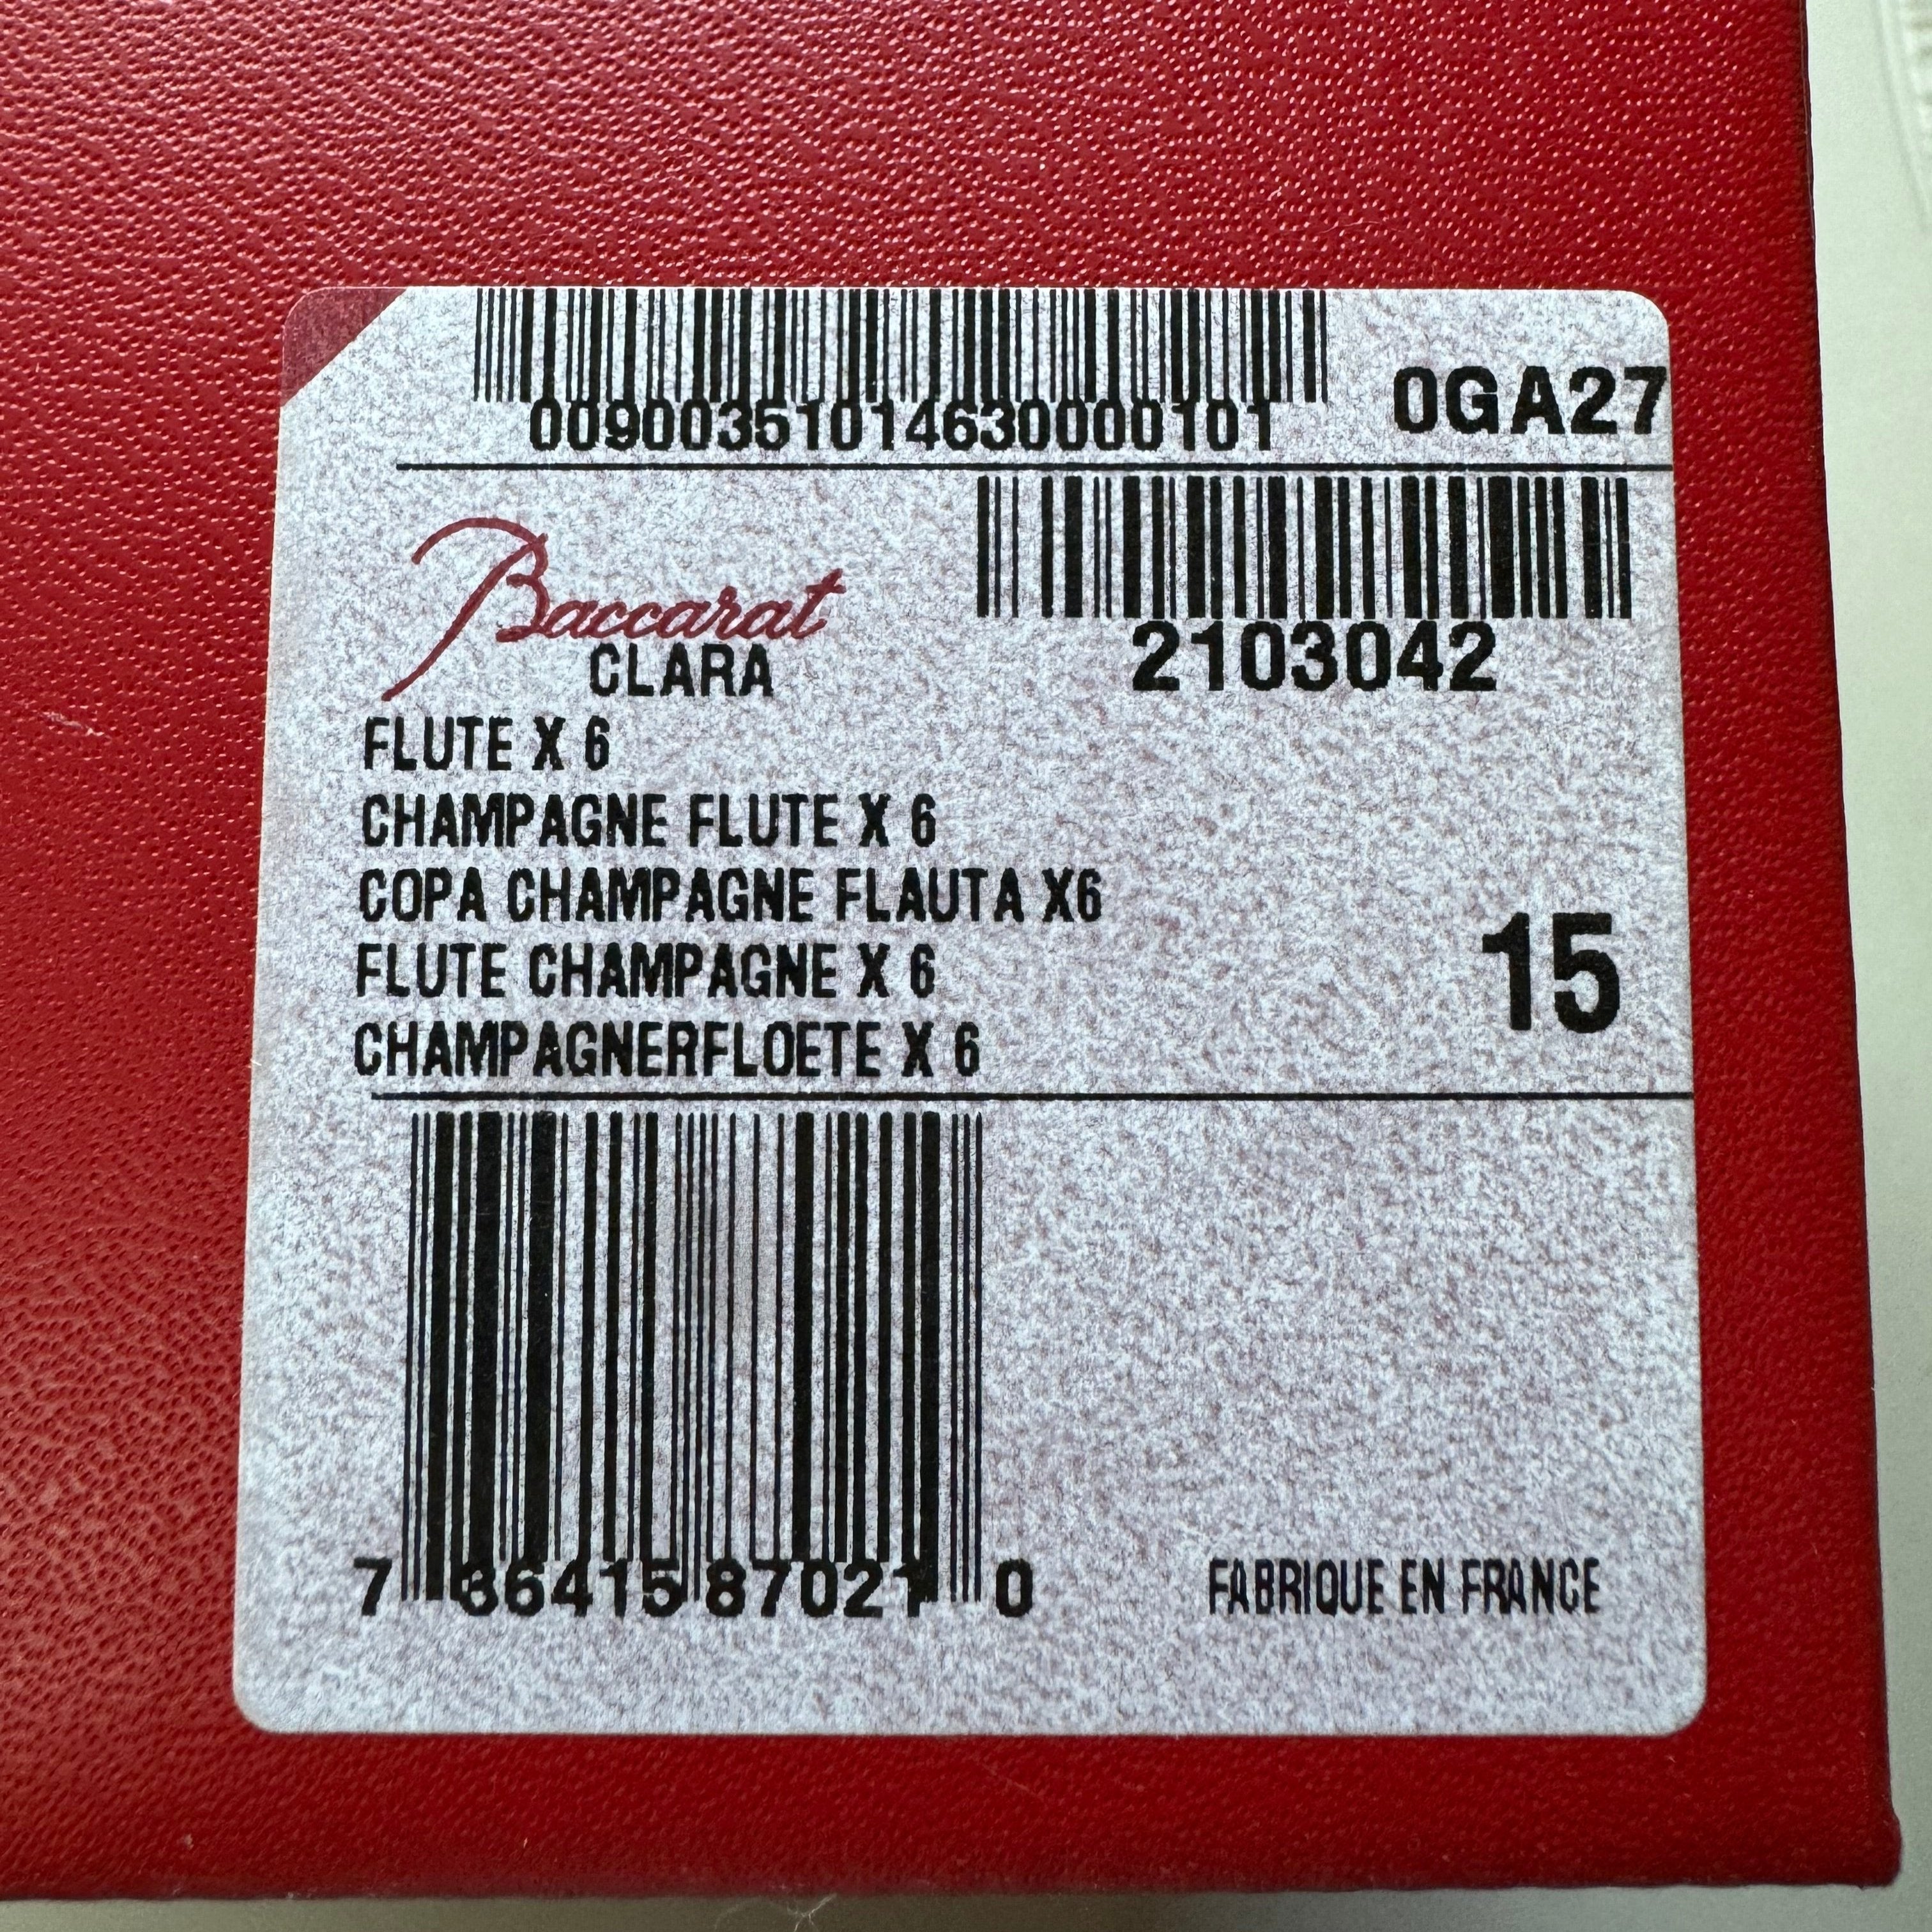 00900351014630000101
0GA27
Baccarat
CLARA
2103042
FLUTE X 6
CHAMPAGNE FLUTE X 6
COPA CHAMPAGNE FLAUTA X6
FLUTE CHAMPAGNE X 6
CHAMPAGNERFLOETE X 6
15
7 36415 87021 0
FABRIQUE EN FRANCE